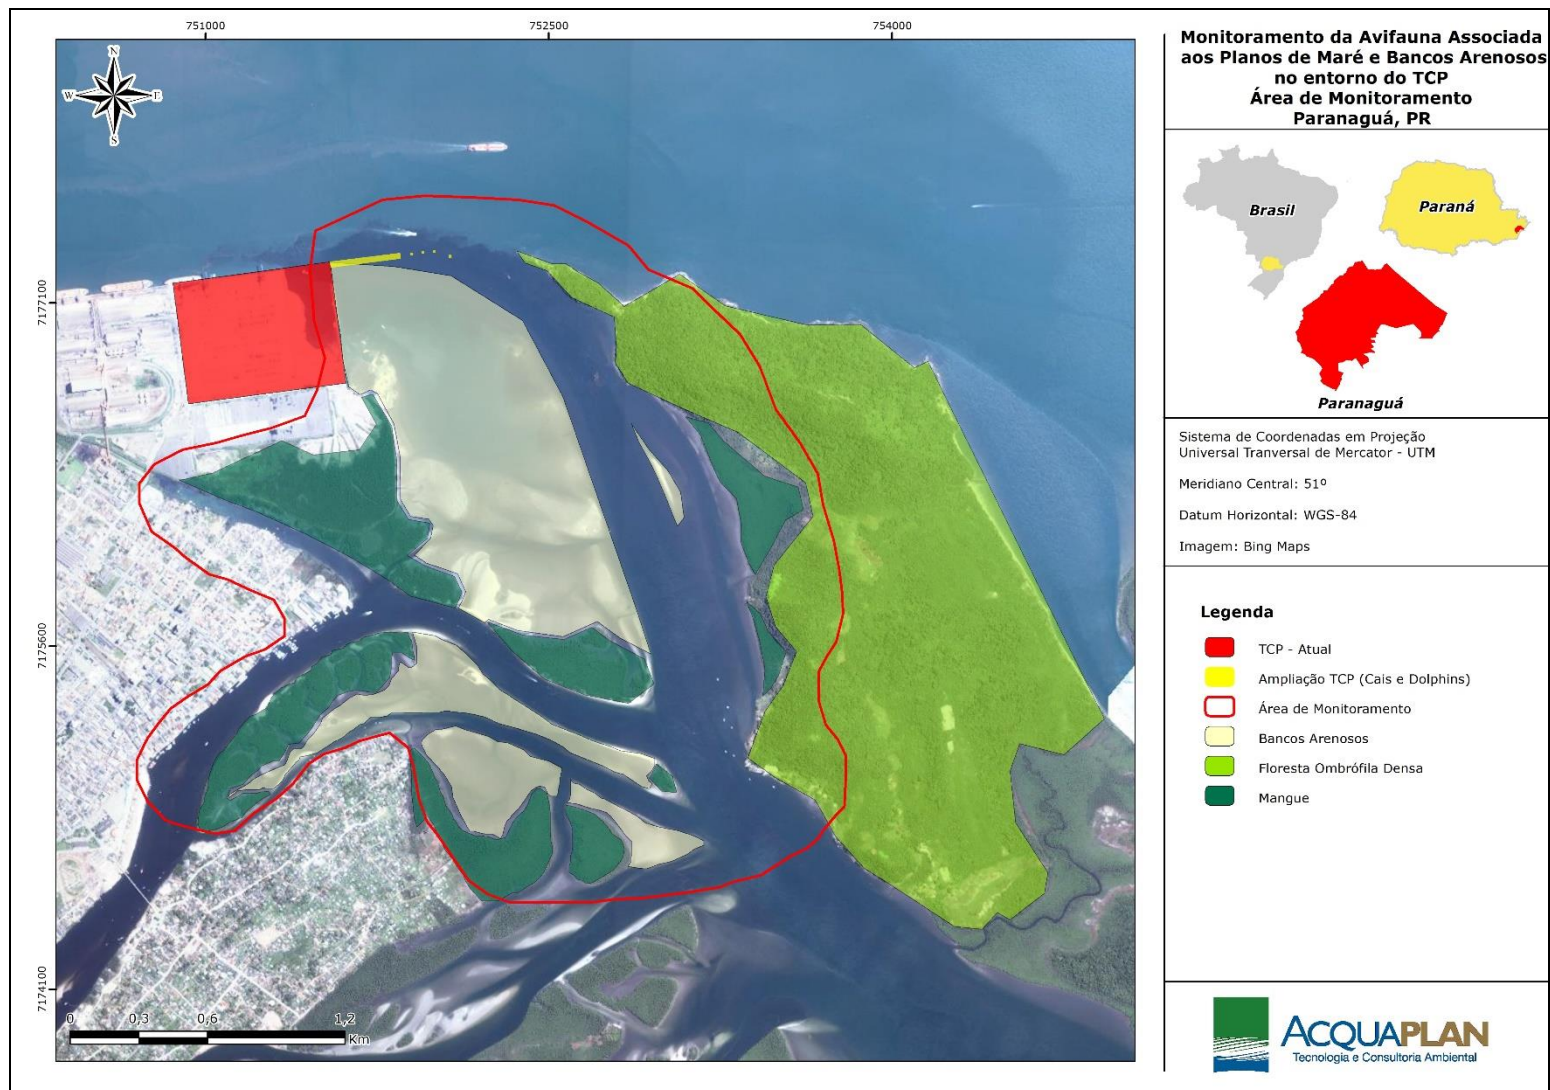 751000
752500
754000
7177100
7175600
7174100
N
W
E
S
0
0,3
0,6
1,2
Km
Monitoramento da Avifauna Associada
aos Planos de Maré e Bancos Arenosos
no entorno do TCP
Área de Monitoramento
Paranaguá, PR
Brasil
Paraná
Paranaguá
Sistema de Coordenadas em Projeção
Universal Tranversal de Mercator - UTM
Meridiano Central: 51º
Datum Horizontal: WGS-84
Imagem: Bing Maps
Legenda
TCP - Atual
Ampliação TCP (Cais e Dolphins)
Área de Monitoramento
Bancos Arenosos
Floresta Ombrófila Densa
Mangue
ACQUAPLAN
Tecnologia e Consultoria Ambiental